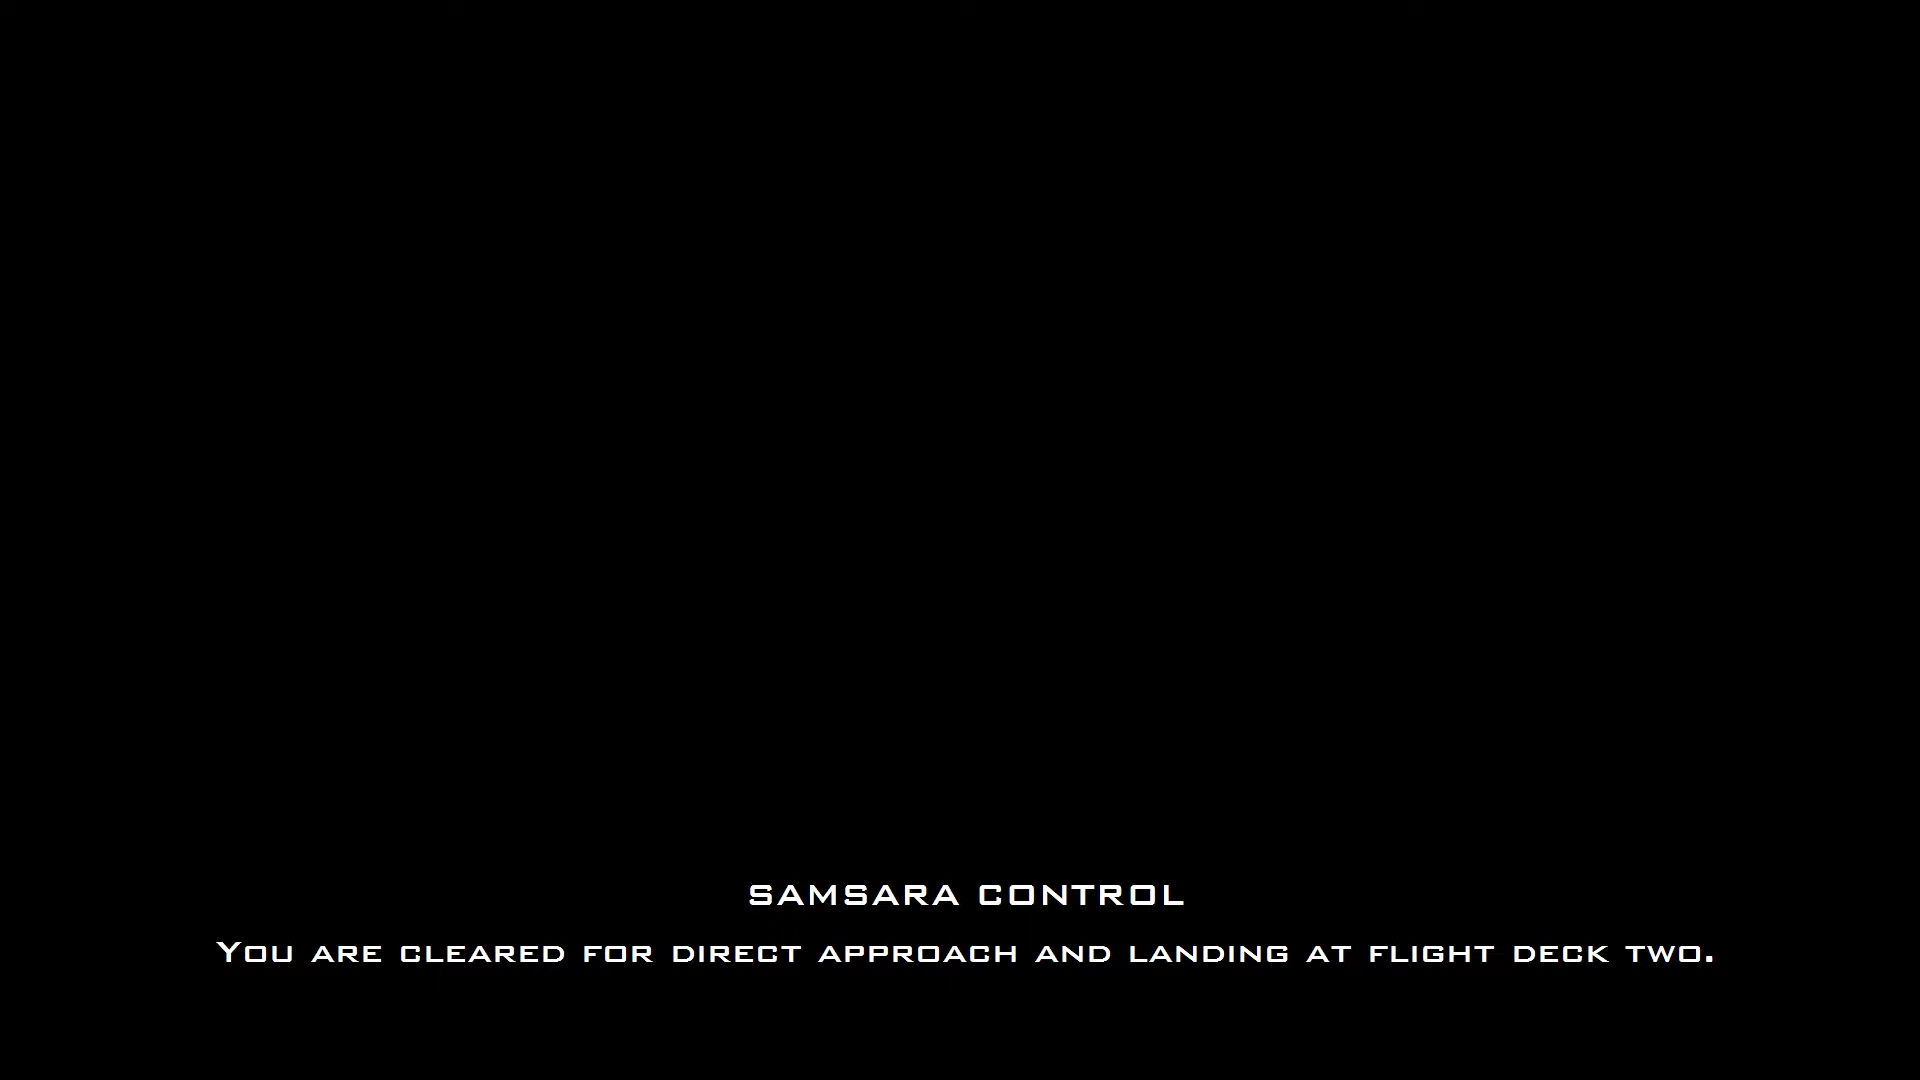 SAMSARA CONTROL
You are cleared for direct approach and landing at flight deck two.